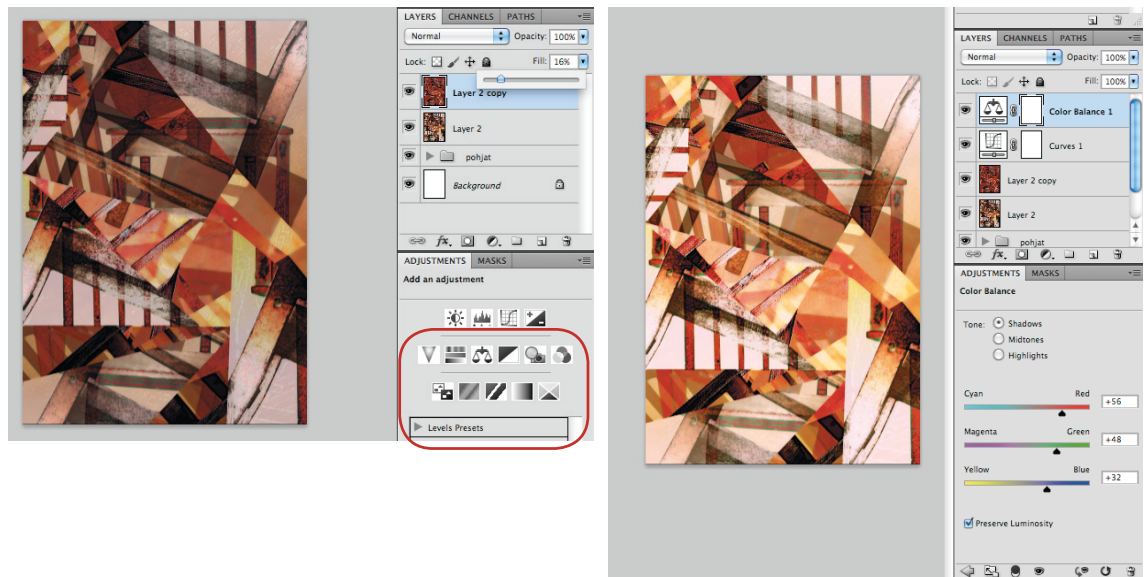 LAYERS CHANNELS PATHS
Normal Opacity: 100%
Lock: Fill: 16%
Layer 2 copy
Layer 2
pohjat
Background
fx.
ADJUSTMENTS MASKS
Add an adjustment
Levels Presets
LAYERS CHANNELS PATHS
Normal Opacity: 100%
Lock: Fill: 100%
Color Balance 1
Curves 1
Layer 2 copy
Layer 2
pohjat
fx.
ADJUSTMENTS MASKS
Color Balance
Tone: Shadows
Midtones
Highlights
Cyan Red +56
Magenta Green +48
Yellow Blue +32
Preserve Luminosity